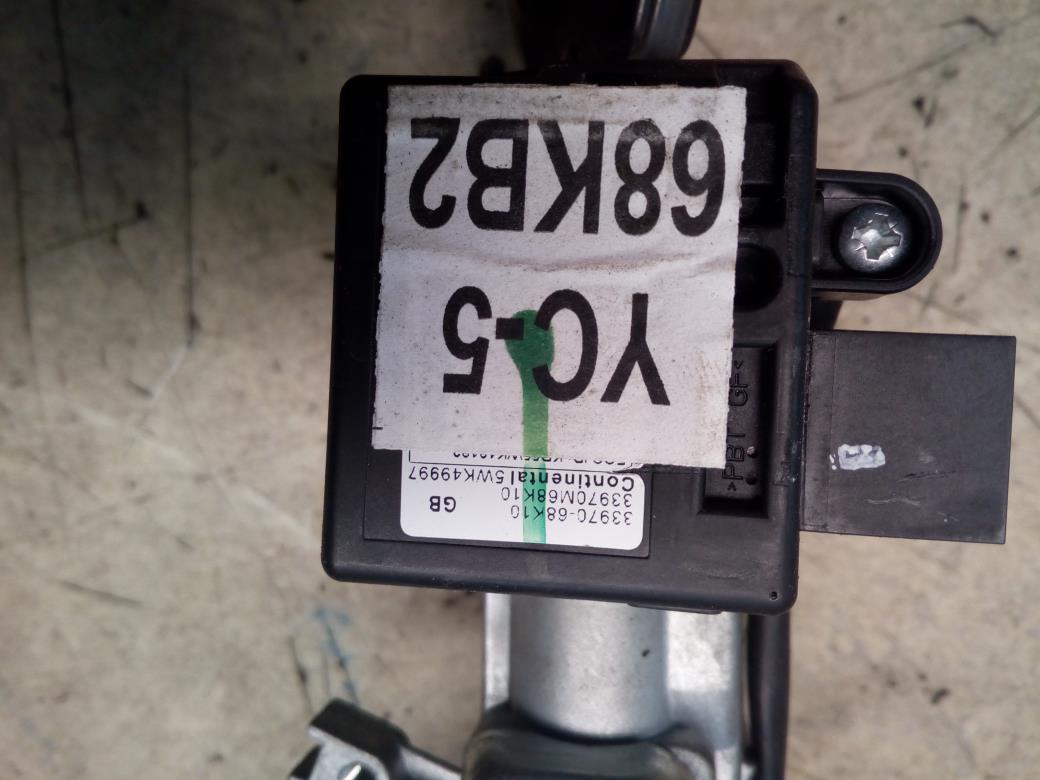 33970-68K10
33970M68K10
GB
Continental 5WK49997
YC-5
68KB2
>PBT GF<